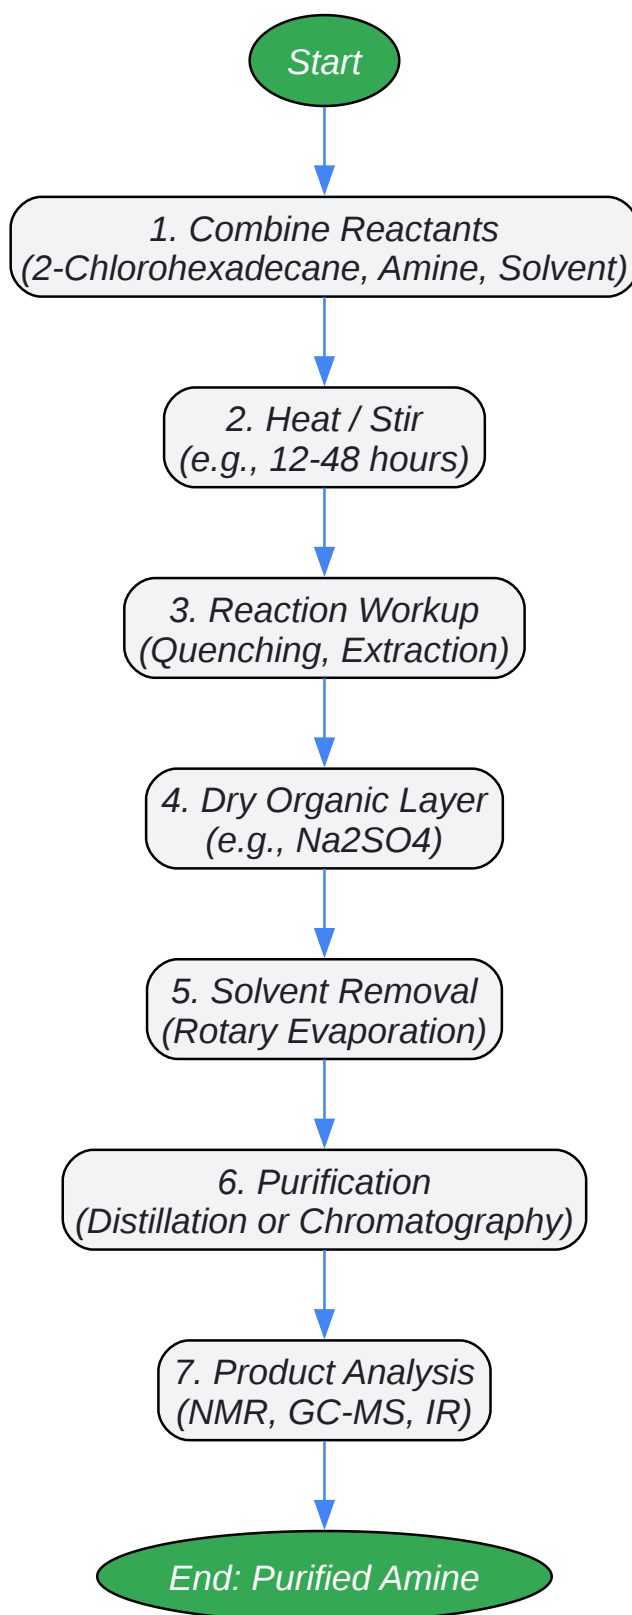 Start
1. Combine Reactants
(2-Chlorohexadecane, Amine, Solvent)
2. Heat / Stir
(e.g., 12-48 hours)
3. Reaction Workup
(Quenching, Extraction)
4. Dry Organic Layer
(e.g., Na2SO4)
5. Solvent Removal
(Rotary Evaporation)
6. Purification
(Distillation or Chromatography)
7. Product Analysis
(NMR, GC-MS, IR)
End: Purified Amine